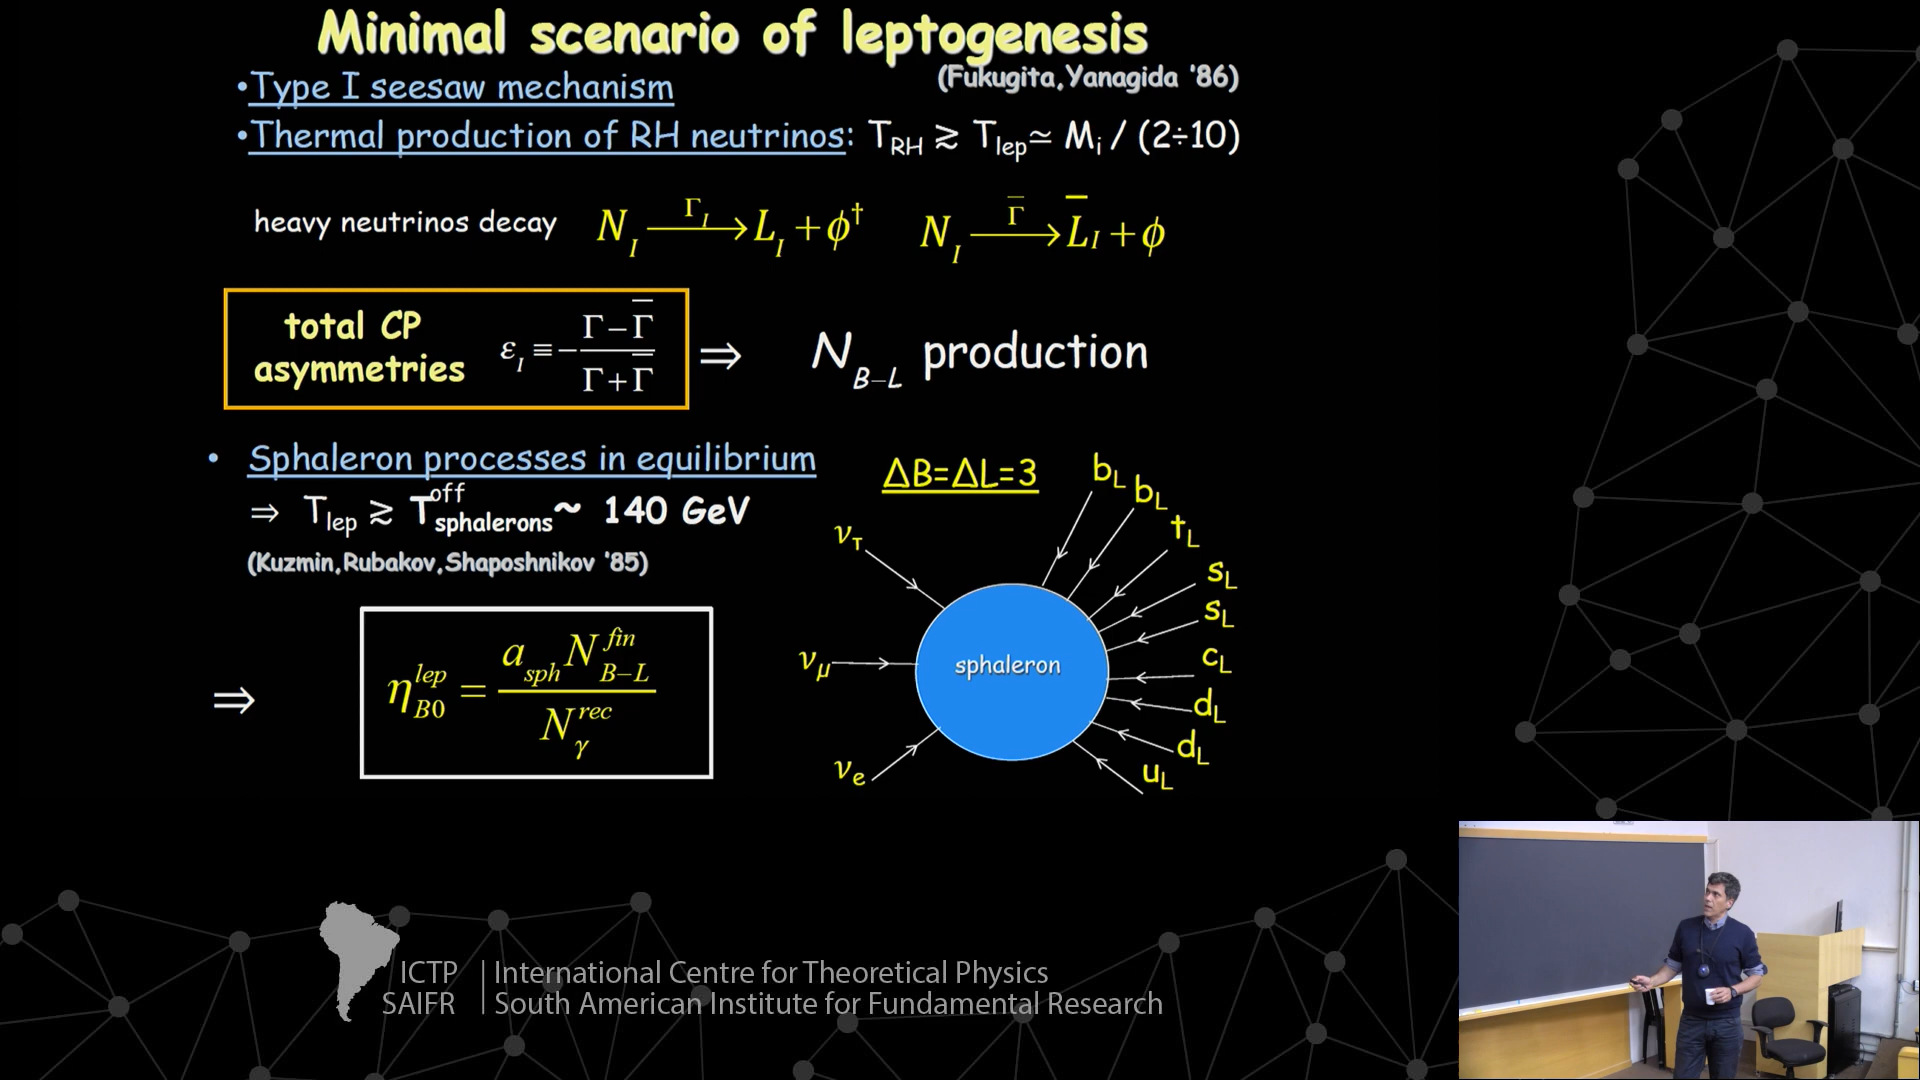 Minimal scenario of leptogenesis
(Fukugita,Yanagida '86)
•Type I seesaw mechanism
•Thermal production of RH neutrinos: T_RH ≳ T_lep ≃ M_i / (2÷10)
heavy neutrinos decay N_I —Γ_I→ L_I + ϕ† N_I —Γ̄→ L̄_I + ϕ
total CP asymmetries ε_I ≡ −(Γ−Γ̄)/(Γ+Γ̄) ⇒ N_{B−L} production
• Sphaleron processes in equilibrium
⇒ T_lep ≳ T^off_sphalerons ~ 140 GeV
(Kuzmin,Rubakov,Shaposhnikov '85)
⇒ η^lep_B0 = a_sph N^fin_{B−L} / N^rec_γ
ΔB=ΔL=3
ν_τ
ν_μ
ν_e
sphaleron
b_L
b_L
t_L
s_L
s_L
c_L
d_L
d_L
u_L
ICTP | International Centre for Theoretical Physics
SAIFR | South American Institute for Fundamental Research